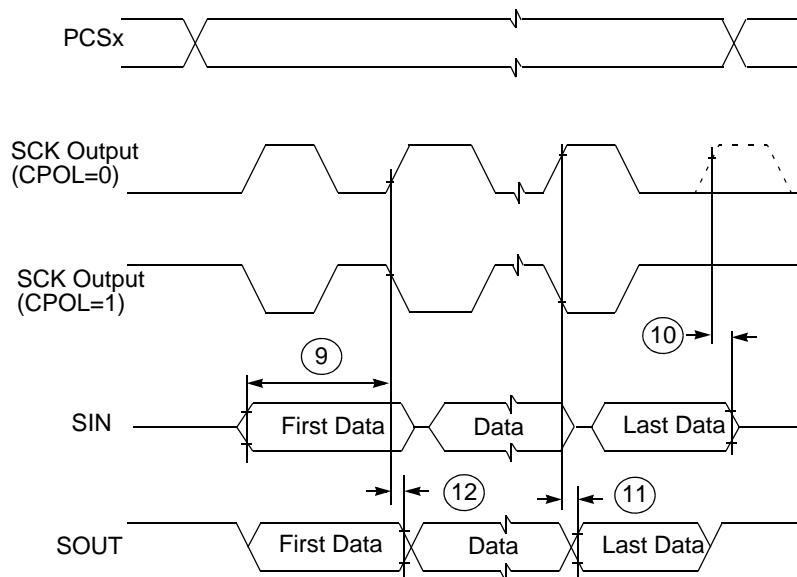 PCSx
SCK Output
(CPOL=0)
SCK Output
(CPOL=1)
10
9
SIN
First Data
Data
Last Data
12
11
SOUT
First Data
Data
Last Data